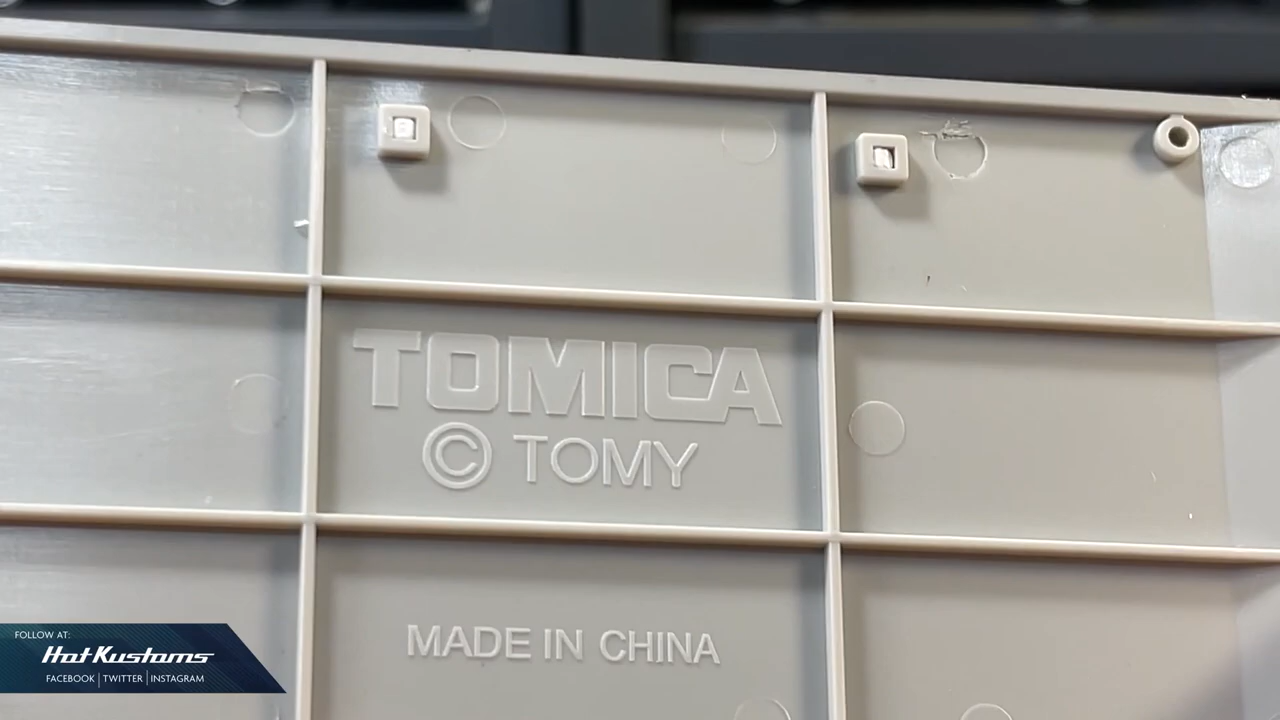 TOMICA
© TOMY
MADE IN CHINA
FOLLOW AT:
HotKustoms
FACEBOOK | TWITTER | INSTAGRAM